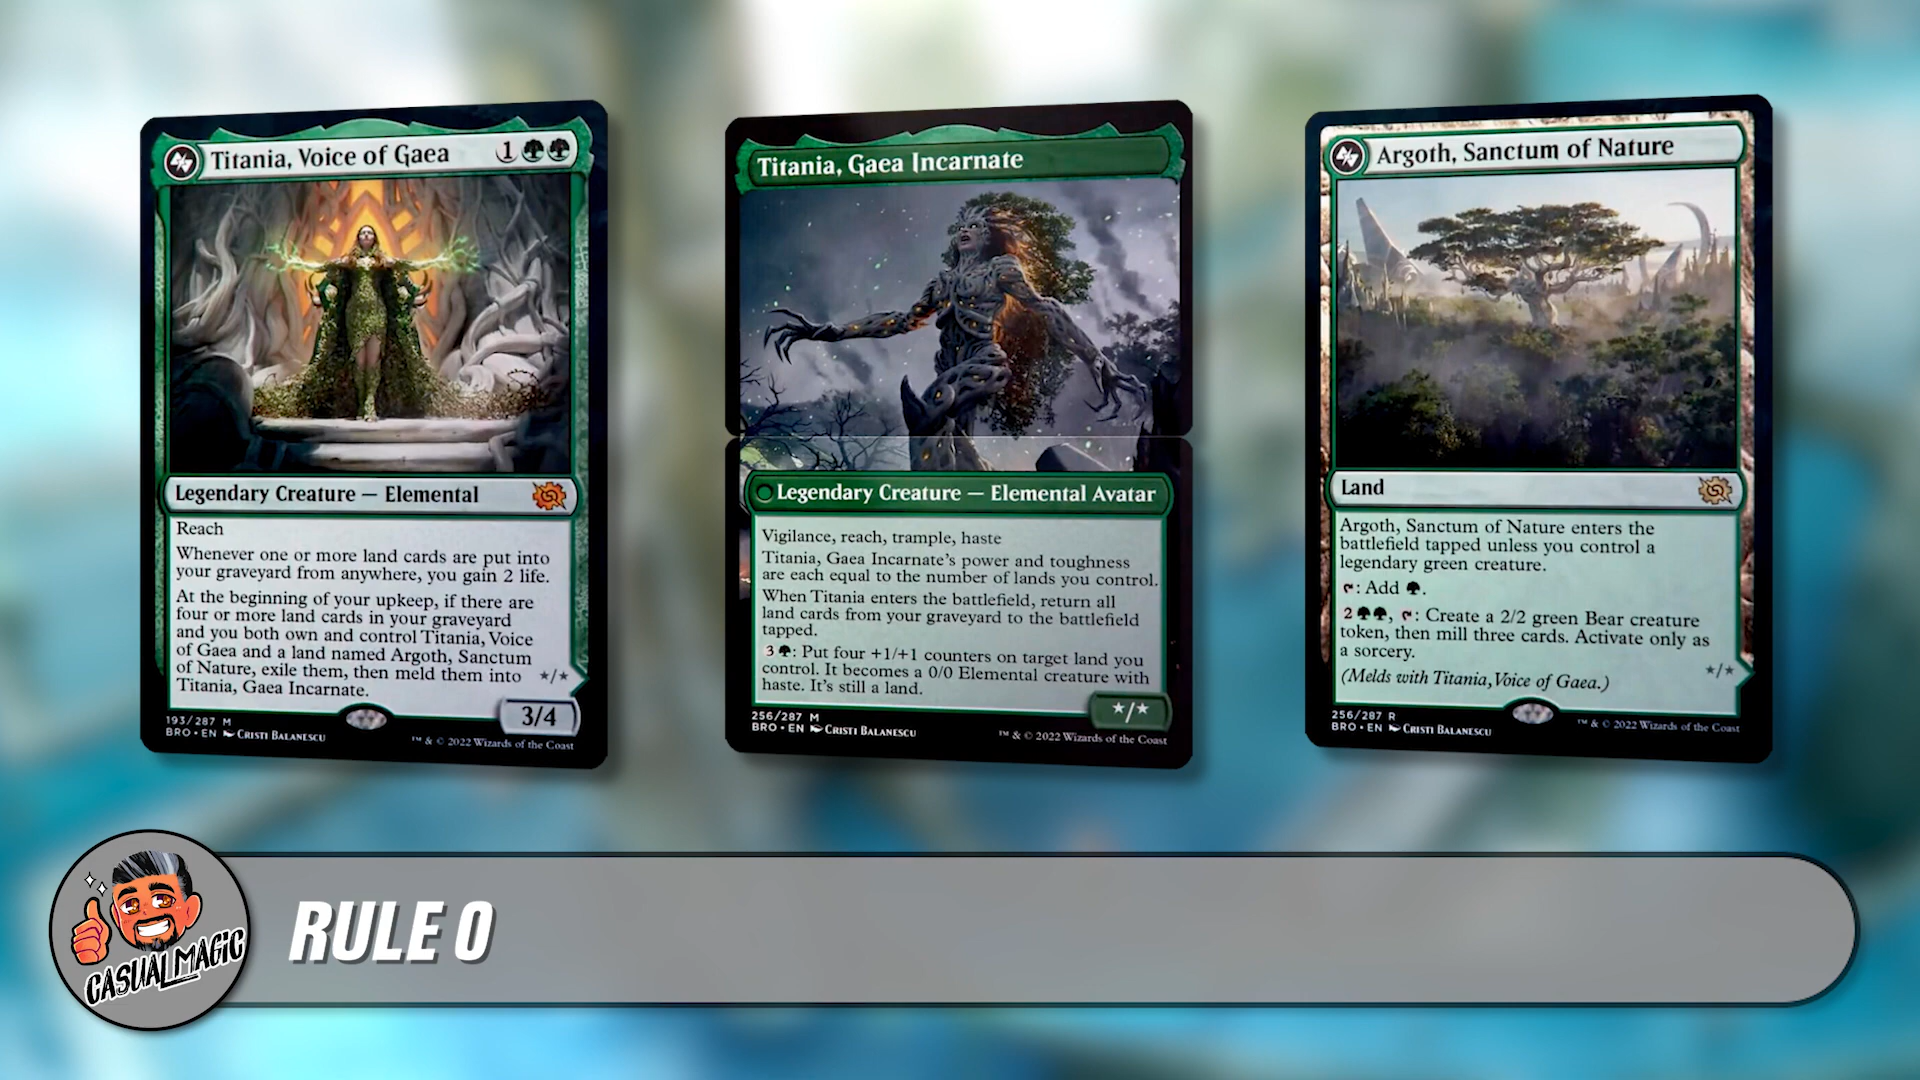 Titania, Voice of Gaea 1
Legendary Creature — Elemental
Reach
Whenever one or more land cards are put into
your graveyard from anywhere, you gain 2 life.
At the beginning of your upkeep, if there are
four or more land cards in your graveyard
and you both own and control Titania, Voice
of Gaea and a land named Argoth, Sanctum
of Nature, exile them, then meld them into
Titania, Gaea Incarnate.
*/*
3/4
193/287 M
BRO • EN CRISTI BALANESCU
™ & © 2022 Wizards of the Coast
Titania, Gaea Incarnate
Legendary Creature — Elemental Avatar
Vigilance, reach, trample, haste
Titania, Gaea Incarnate's power and toughness
are each equal to the number of lands you control.
When Titania enters the battlefield, return all
land cards from your graveyard to the battlefield
tapped.
3: Put four +1/+1 counters on target land you
control. It becomes a 0/0 Elemental creature with
haste. It's still a land.
*/*
256/287 M
BRO • EN CRISTI BALANESCU
™ & © 2022 Wizards of the Coast
Argoth, Sanctum of Nature
Land
Argoth, Sanctum of Nature enters the
battlefield tapped unless you control a
legendary green creature.
: Add .
2, : Create a 2/2 green Bear creature
token, then mill three cards. Activate only as
a sorcery.
(Melds with Titania, Voice of Gaea.)
*/*
256/287 R
BRO • EN CRISTI BALANESCU
™ & © 2022 Wizards of the Coast
CASUAL MAGIC
RULE 0